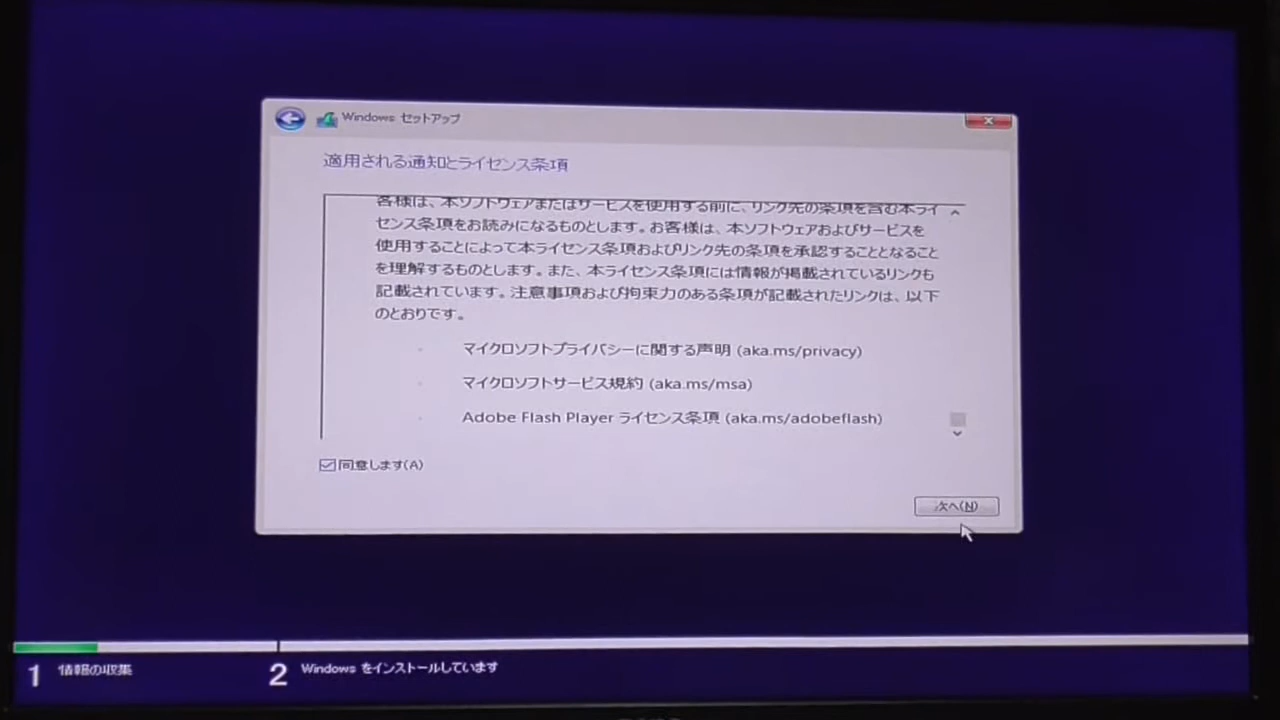 Windows セットアップ
適用される通知とライセンス条項
各様は、本ソフトウェアまたはサービスを使用する前に、リンク先の条項を含む本ライ
センス条項をお読みになるものとします。お客様は、本ソフトウェアおよびサービスを
使用することによって本ライセンス条項およびリンク先の条項を承認することとなること
を理解するものとします。また、本ライセンス条項には情報が掲載されているリンクも
記載されています。注意事項および拘束力のある条項が記載されたリンクは、以下
のとおりです。
マイクロソフトプライバシーに関する声明 (aka.ms/privacy)
マイクロソフトサービス規約 (aka.ms/msa)
Adobe Flash Player ライセンス条項 (aka.ms/adobeflash)
同意します(A)
次へ(N)
1 情報の収集
2 Windows をインストールしています